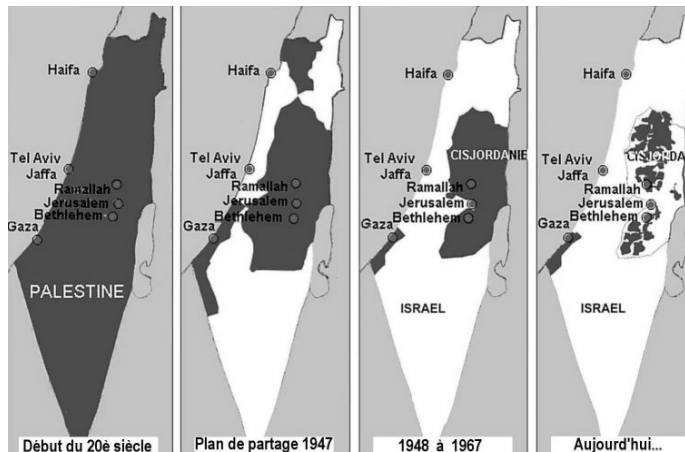 Haifa
Tel Aviv
Jaffa
Ramallah
Jerusalem
Bethlehem
Gaza
PALESTINE
Début du 20è siècle
Haifa
Tel Aviv
Jaffa
Ramallah
Jerusalem
Bethlehem
Gaza
Plan de partage 1947
Haifa
CISJORDANIE
Tel Aviv
Jaffa
Ramallah
Jerusalem
Bethlehem
Gaza
ISRAEL
1948 à 1967
Haifa
CISJORDA
Tel Aviv
Jaffa
Ramallah
Jerusalem
Bethlehem
Gaza
ISRAEL
Aujourd'hui...